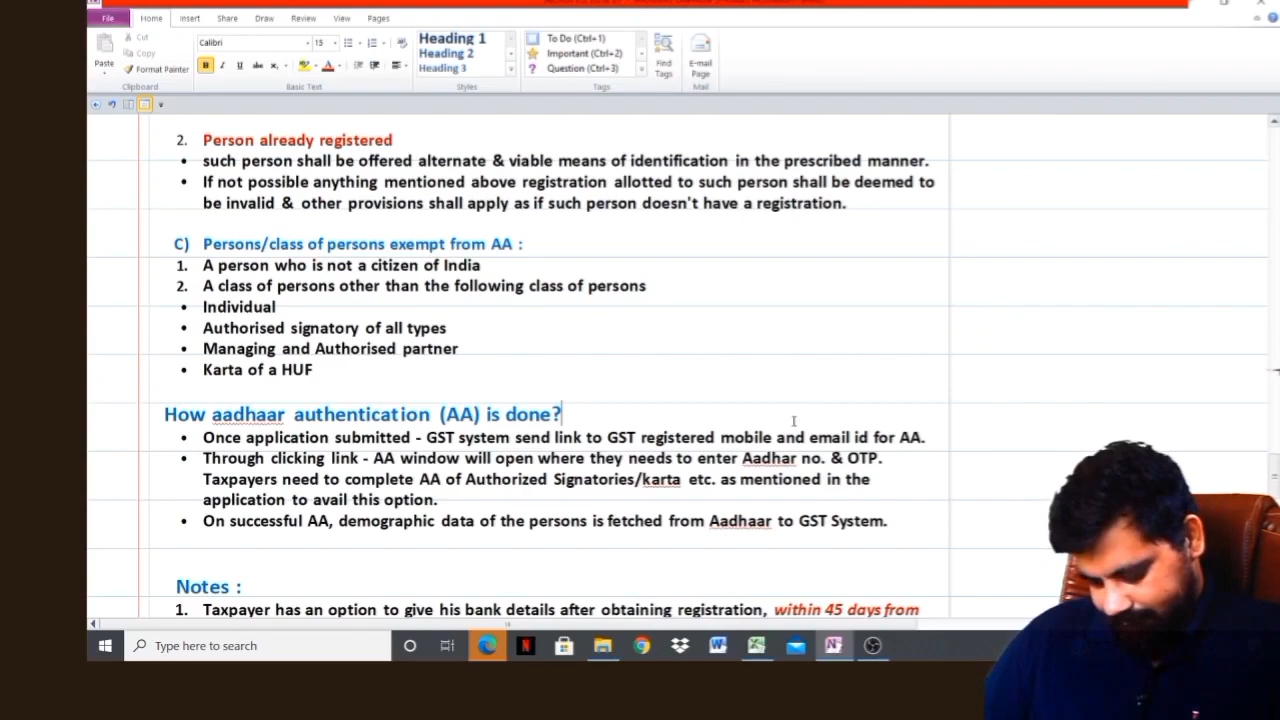 File Home Insert Share Draw Review View Pages
Cut
Copy
Paste
Format Painter
Clipboard
Calibri 15
Basic Text
Heading 1
Heading 2
Heading 3
Styles
To Do (Ctrl+1)
Important (Ctrl+2)
Question (Ctrl+3)
Tags
Find Tags
E-mail Page
Mail
2. Person already registered
• such person shall be offered alternate & viable means of identification in the prescribed manner.
• If not possible anything mentioned above registration allotted to such person shall be deemed to
be invalid & other provisions shall apply as if such person doesn't have a registration.
C) Persons/class of persons exempt from AA :
1. A person who is not a citizen of India
2. A class of persons other than the following class of persons
• Individual
• Authorised signatory of all types
• Managing and Authorised partner
• Karta of a HUF
How aadhaar authentication (AA) is done?
• Once application submitted - GST system send link to GST registered mobile and email id for AA.
• Through clicking link - AA window will open where they needs to enter Aadhar no. & OTP.
Taxpayers need to complete AA of Authorized Signatories/karta etc. as mentioned in the
application to avail this option.
• On successful AA, demographic data of the persons is fetched from Aadhaar to GST System.
Notes :
1. Taxpayer has an option to give his bank details after obtaining registration, within 45 days from
Type here to search